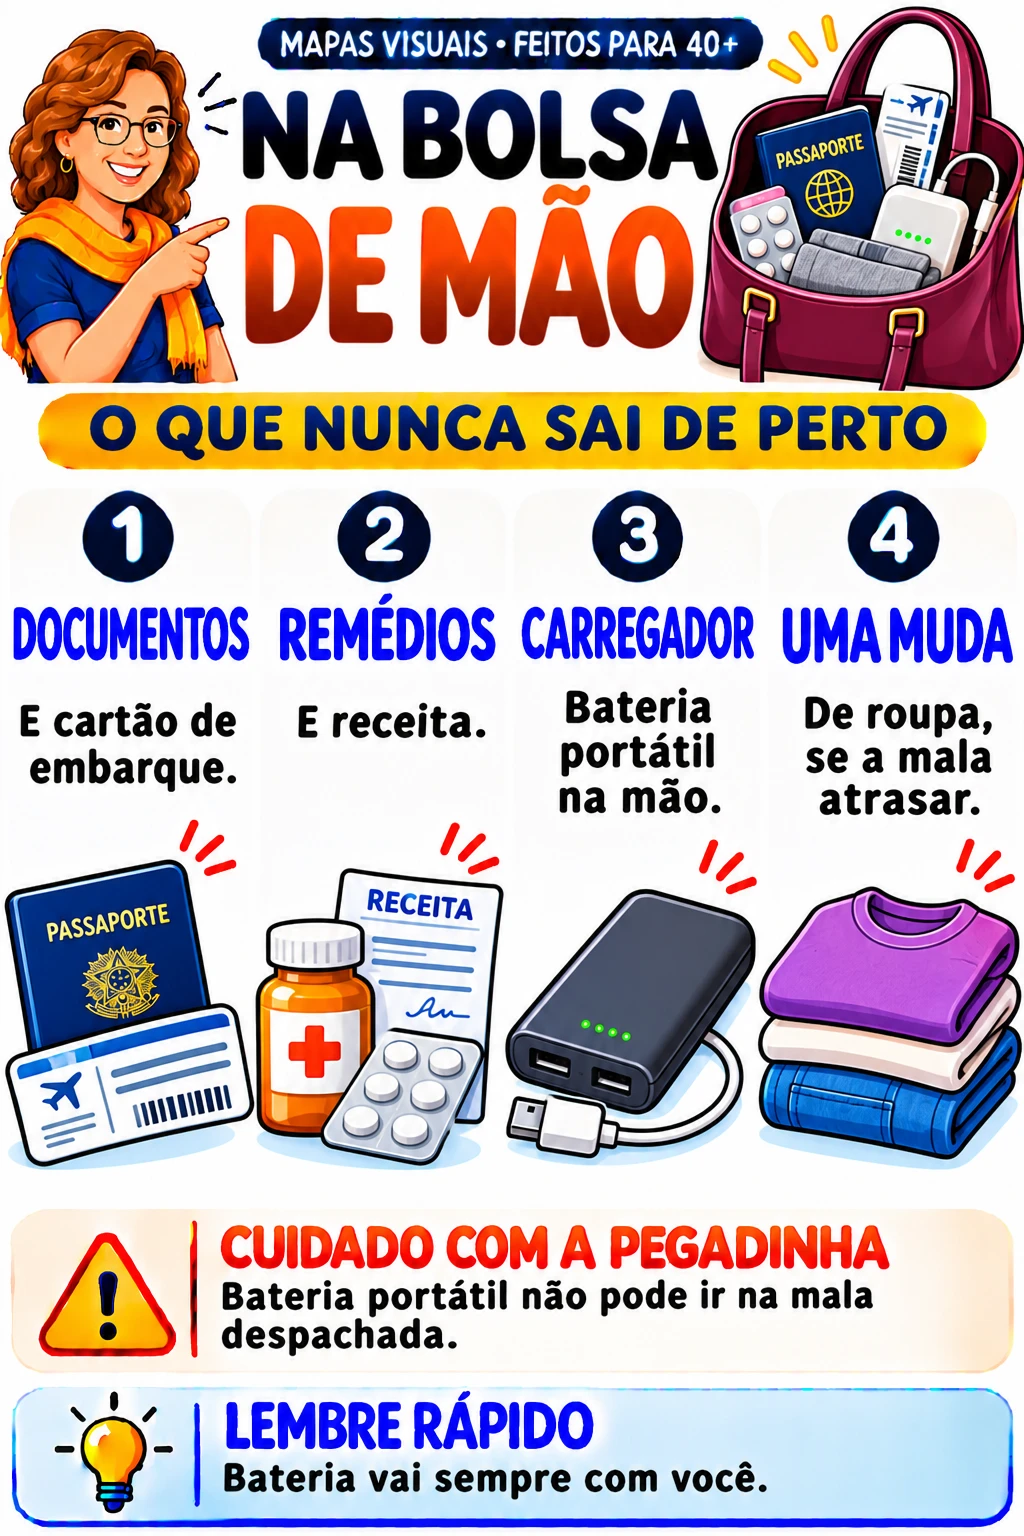 MAPAS VISUAIS • FEITOS PARA 40+
NA BOLSA
DE MÃO
PASSAPORTE
O QUE NUNCA SAI DE PERTO
1
DOCUMENTOS
E cartão de
embarque.
PASSAPORTE
2
REMÉDIOS
E receita.
RECEITA
3
CARREGADOR
Bateria
portátil
na mão.
4
UMA MUDA
De roupa,
se a mala
atrasar.
CUIDADO COM A PEGADINHA
Bateria portátil não pode ir na mala
despachada.
LEMBRE RÁPIDO
Bateria vai sempre com você.